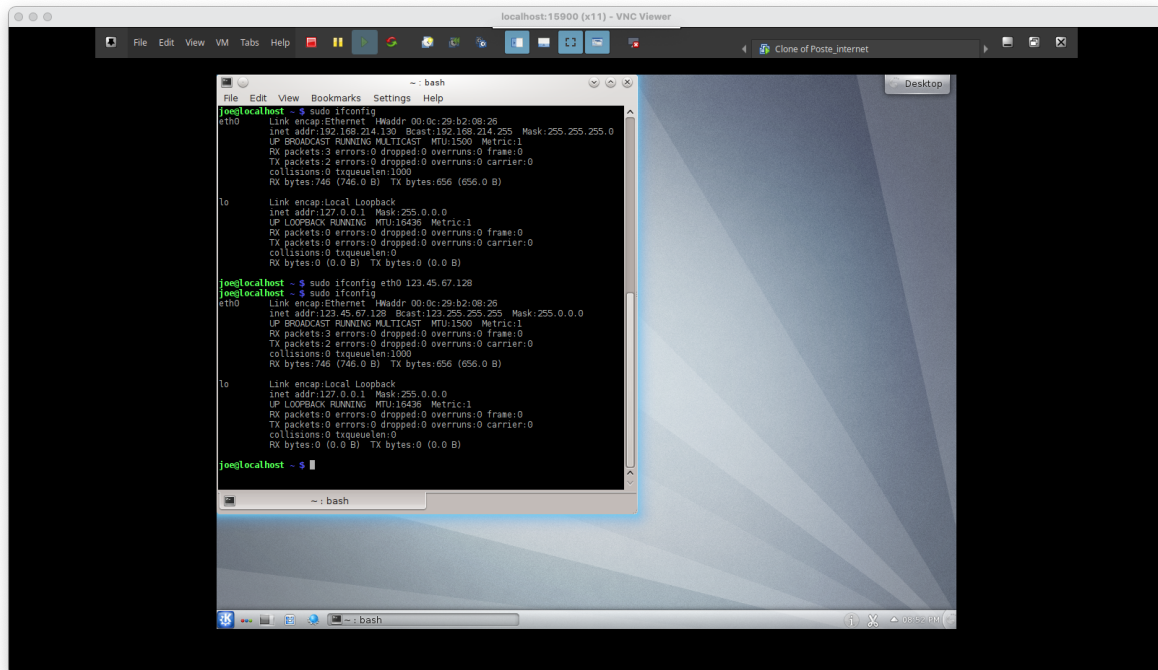 localhost:15900 (x11) - VNC Viewer
File Edit View VM Tabs Help
Clone of Poste_internet
~ : bash
Desktop
File Edit View Bookmarks Settings Help
joe@localhost ~ $ sudo ifconfig
eth0 Link encap:Ethernet HWaddr 00:0c:29:b2:08:26
inet addr:192.168.214.130 Bcast:192.168.214.255 Mask:255.255.255.0
UP BROADCAST RUNNING MULTICAST MTU:1500 Metric:1
RX packets:3 errors:0 dropped:0 overruns:0 frame:0
TX packets:2 errors:0 dropped:0 overruns:0 carrier:0
collisions:0 txqueuelen:1000
RX bytes:746 (746.0 B) TX bytes:656 (656.0 B)
lo Link encap:Local Loopback
inet addr:127.0.0.1 Mask:255.0.0.0
UP LOOPBACK RUNNING MTU:16436 Metric:1
RX packets:0 errors:0 dropped:0 overruns:0 frame:0
TX packets:0 errors:0 dropped:0 overruns:0 carrier:0
collisions:0 txqueuelen:0
RX bytes:0 (0.0 B) TX bytes:0 (0.0 B)
joe@localhost ~ $ sudo ifconfig eth0 123.45.67.128
joe@localhost ~ $ sudo ifconfig
eth0 Link encap:Ethernet HWaddr 00:0c:29:b2:08:26
inet addr:123.45.67.128 Bcast:123.255.255.255 Mask:255.0.0.0
UP BROADCAST RUNNING MULTICAST MTU:1500 Metric:1
RX packets:3 errors:0 dropped:0 overruns:0 frame:0
TX packets:2 errors:0 dropped:0 overruns:0 carrier:0
collisions:0 txqueuelen:1000
RX bytes:746 (746.0 B) TX bytes:656 (656.0 B)
lo Link encap:Local Loopback
inet addr:127.0.0.1 Mask:255.0.0.0
UP LOOPBACK RUNNING MTU:16436 Metric:1
RX packets:0 errors:0 dropped:0 overruns:0 frame:0
TX packets:0 errors:0 dropped:0 overruns:0 carrier:0
collisions:0 txqueuelen:0
RX bytes:0 (0.0 B) TX bytes:0 (0.0 B)
joe@localhost ~ $
~ : bash
~ : bash